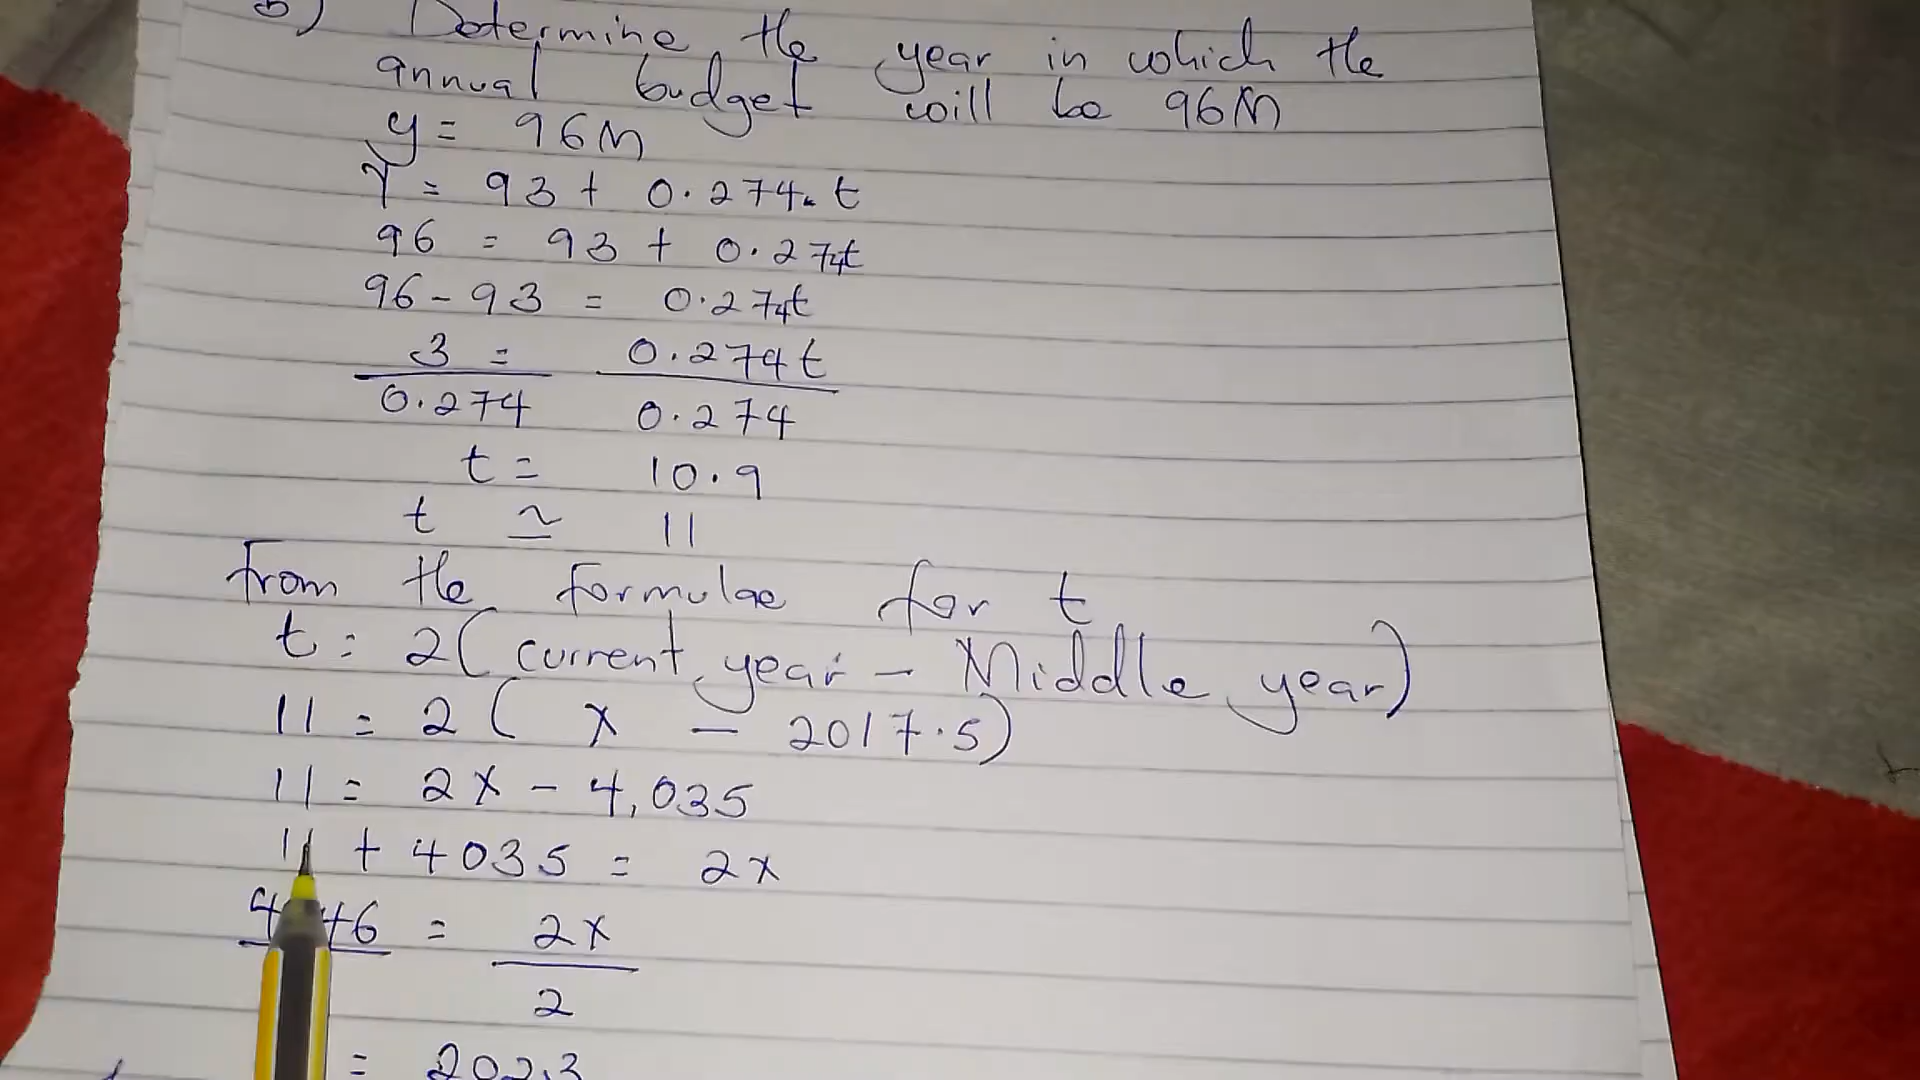 b) Determine the year in which the
annual budget will be 96M
y = 96M
Y = 93 + 0.274.t
96 = 93 + 0.274t
96 - 93 = 0.274t
3 = 0.274t
0.274 0.274
t = 10.9
t ≃ 11
From the formulae for t
t = 2(current year - Middle year)
11 = 2( x - 2017.5)
11 = 2x - 4,035
11 + 4035 = 2x
= 2x
2
= 2023